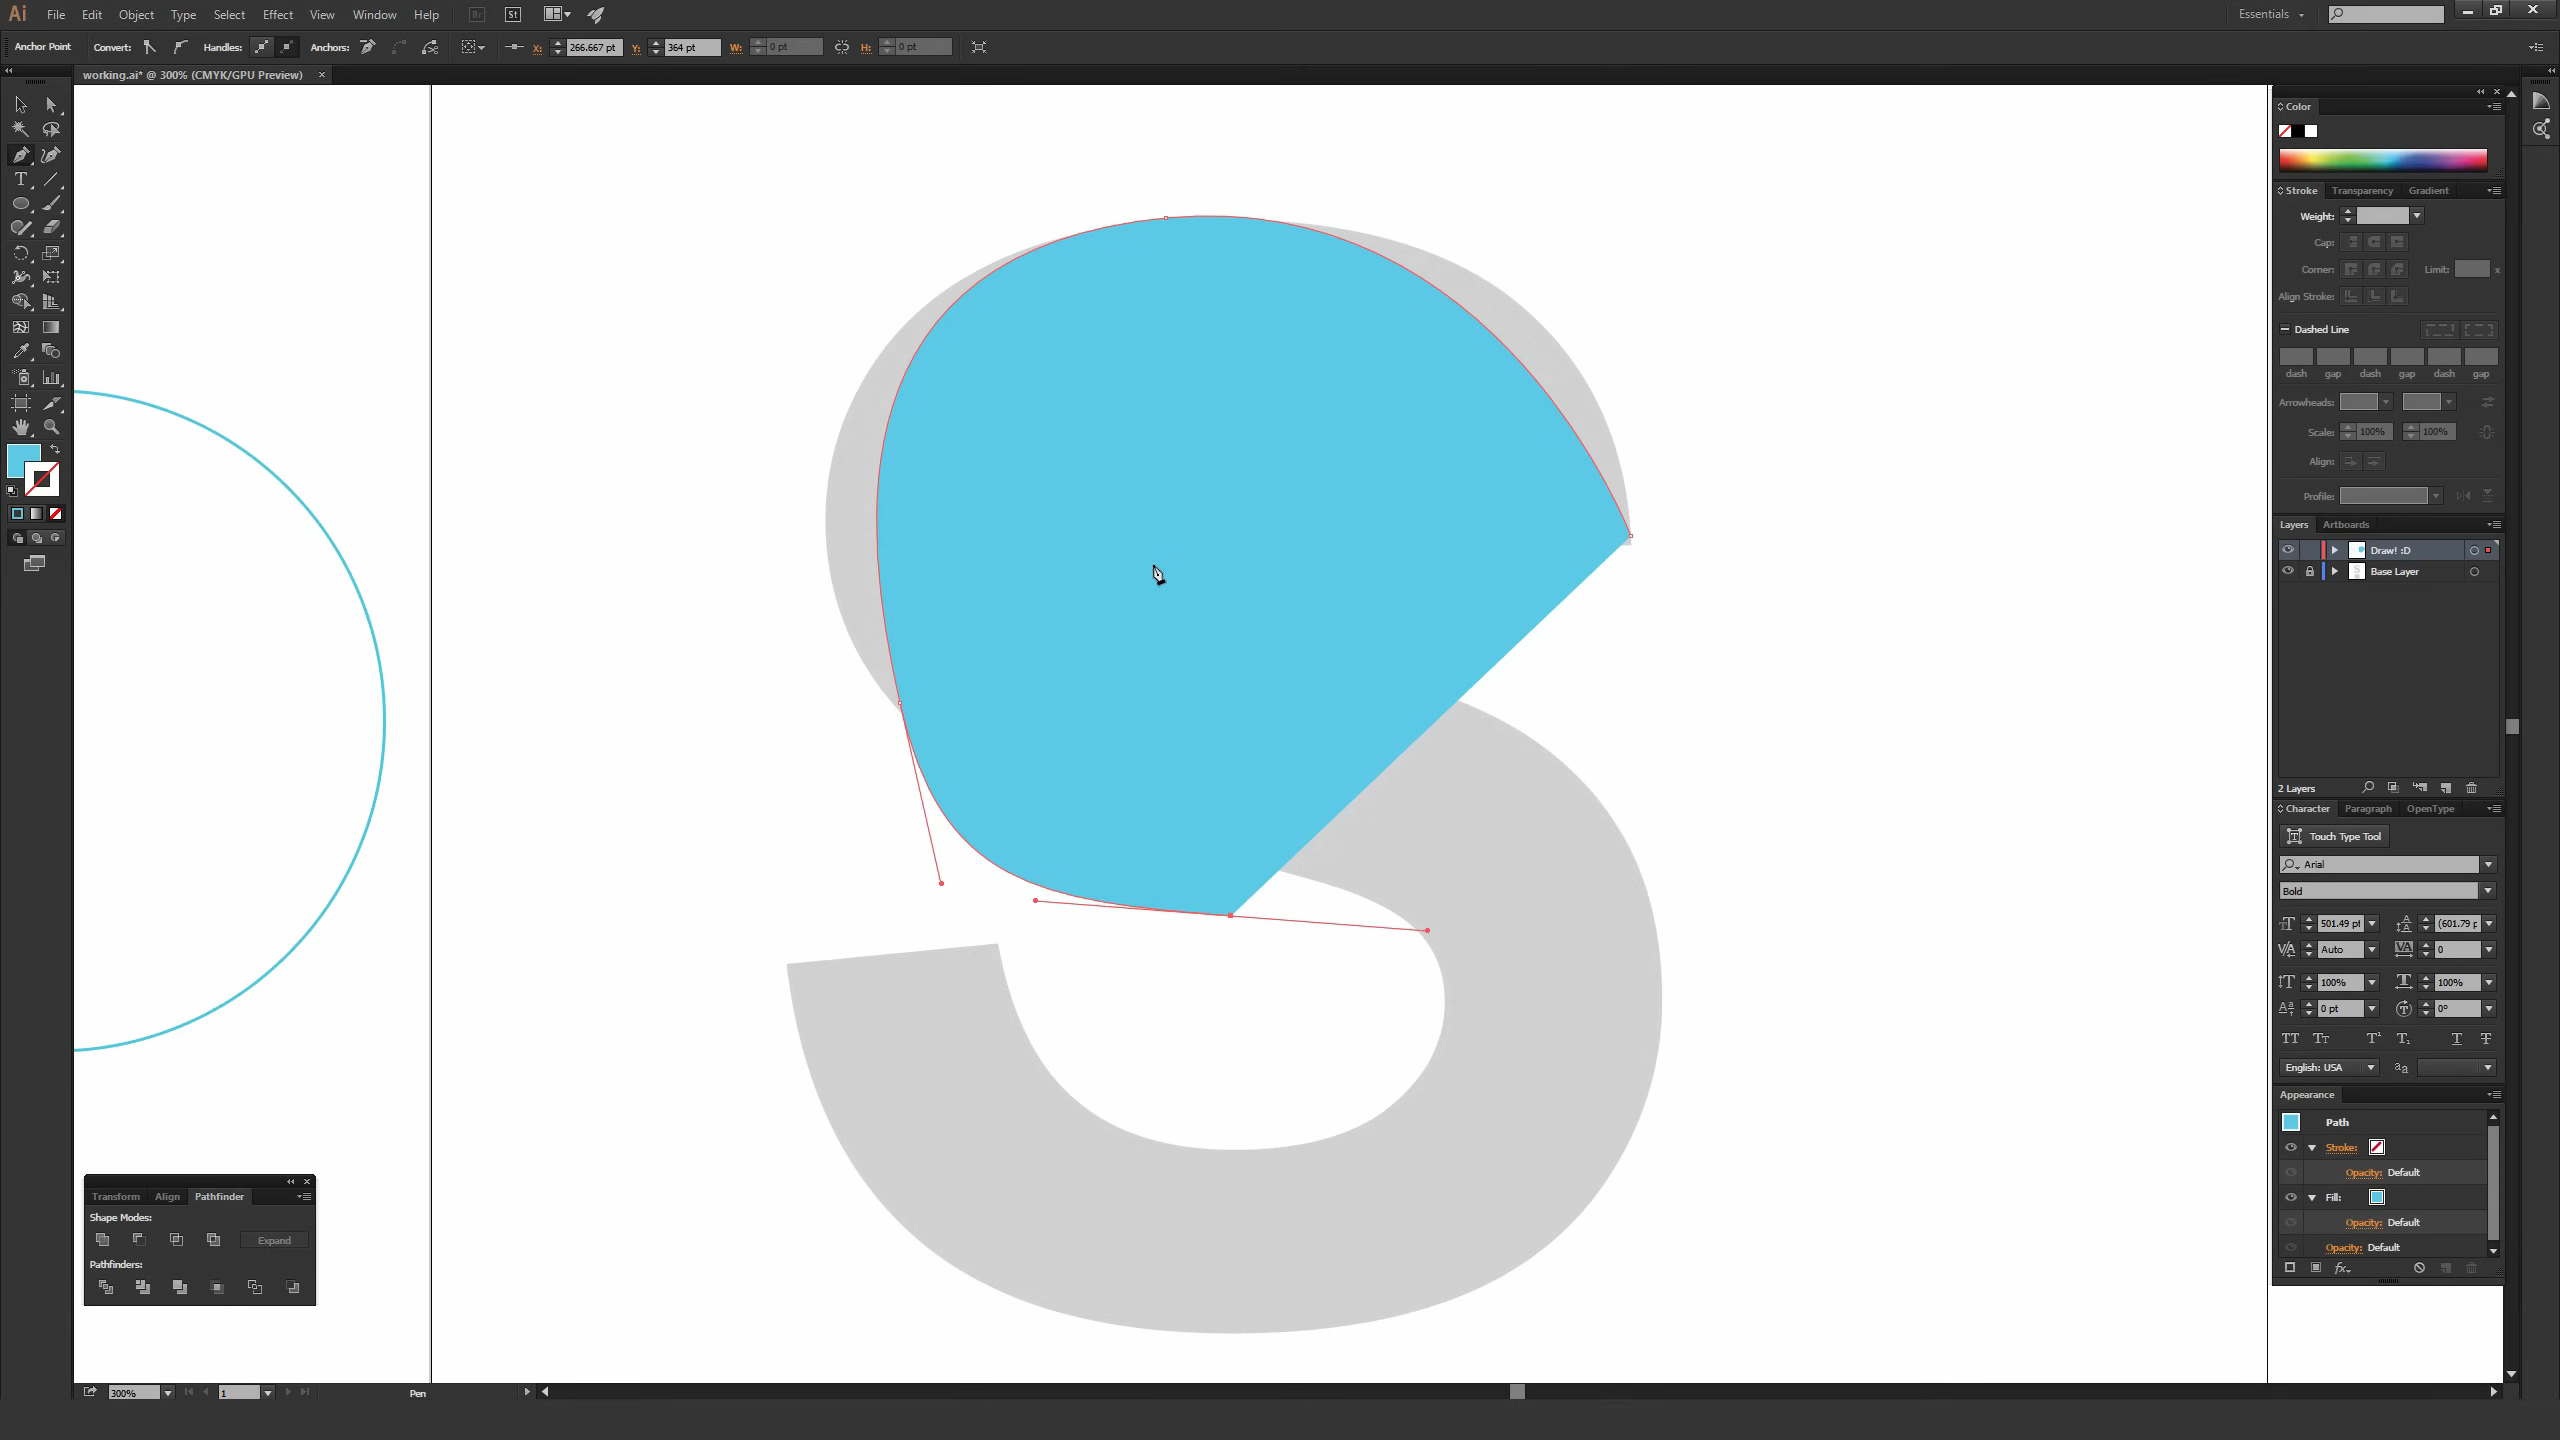 Ai File Edit Object Type Select Effect View Window Help Br St Essentials
Anchor Point Convert: Handles: Anchors: X: 266.667 pt Y: 364 pt W: 0 pt H: 0 pt
working.ai* @ 300% (CMYK/GPU Preview) ×
Color
Stroke Transparency Gradient
Weight:
Cap:
Corner: Limit: x
Align Stroke:
Dashed Line
dash gap dash gap dash gap
Arrowheads:
Scale: 100% 100%
Align:
Profile:
Layers Artboards
Draw! :D
Base Layer
2 Layers
Character Paragraph OpenType
Touch Type Tool
Arial
Bold
501.49 pt (601.79 p
Auto 0
100% 100%
0 pt 0°
English: USA
Appearance
Path
Stroke:
Opacity: Default
Fill:
Opacity: Default
Opacity: Default
fx
Transform Align Pathfinder
Shape Modes:
Expand
Pathfinders:
300% 1 Pen